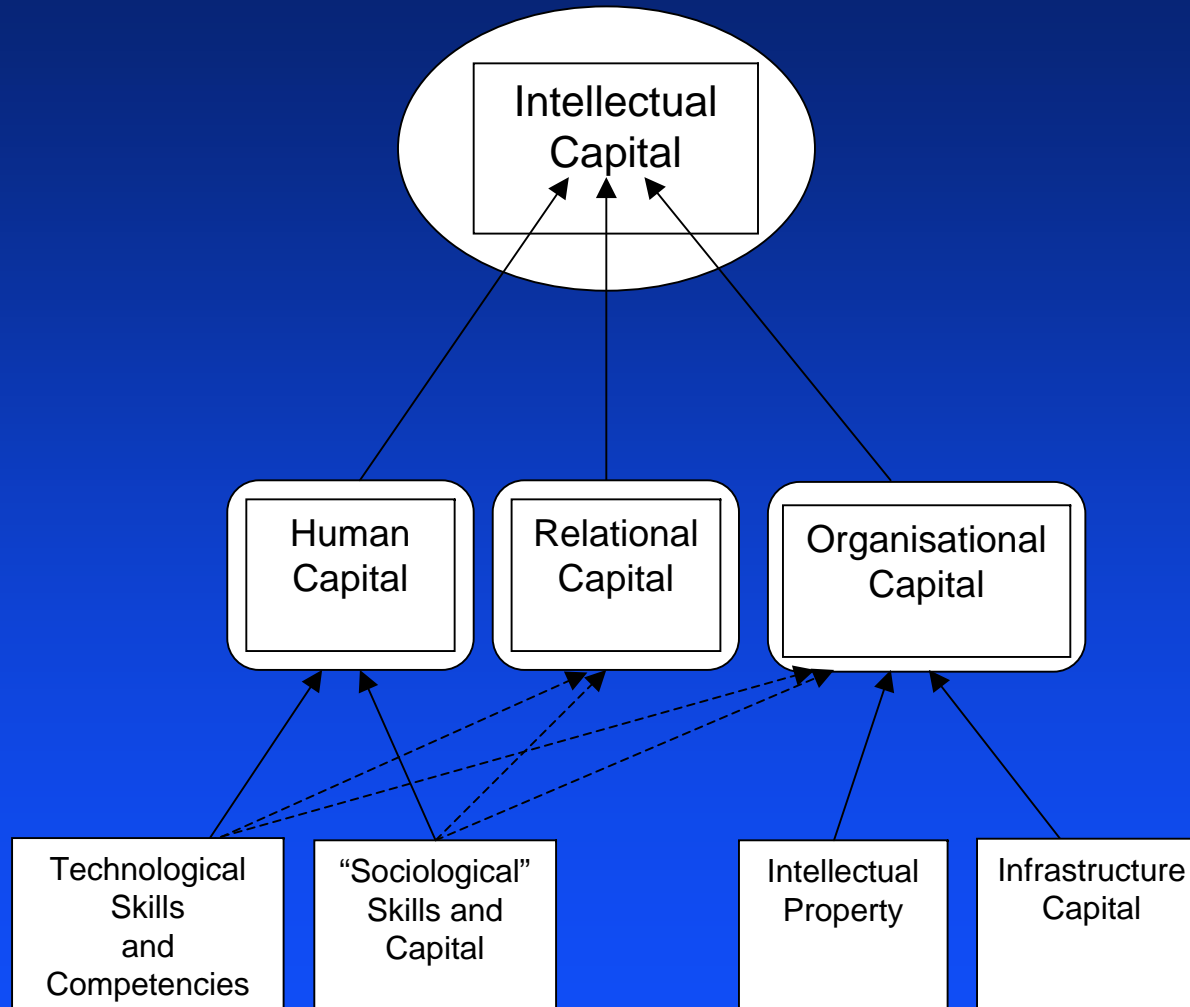 Intellectual
Capital
Human
Capital
Relational
Capital
Organisational
Capital
Technological
Skills
and
Competencies
“Sociological”
Skills and
Capital
Intellectual
Property
Infrastructure
Capital